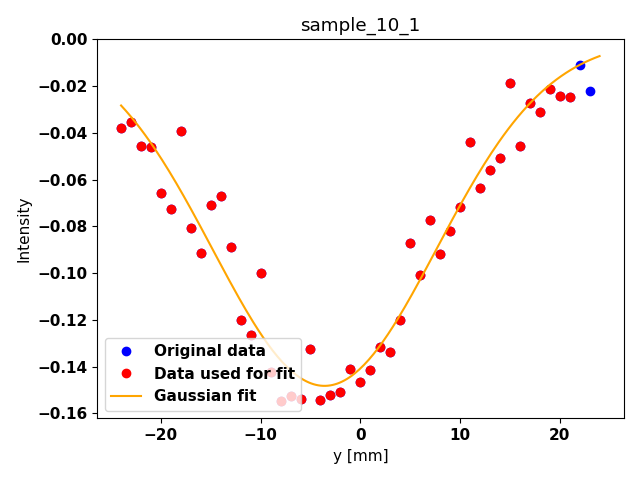 sample_10_1
0.00
−0.02
−0.04
−0.06
−0.08
−0.10
−0.12
−0.14
−0.16
Intensity
Original data
Data used for fit
Gaussian fit
−20
−10
0
10
20
y [mm]